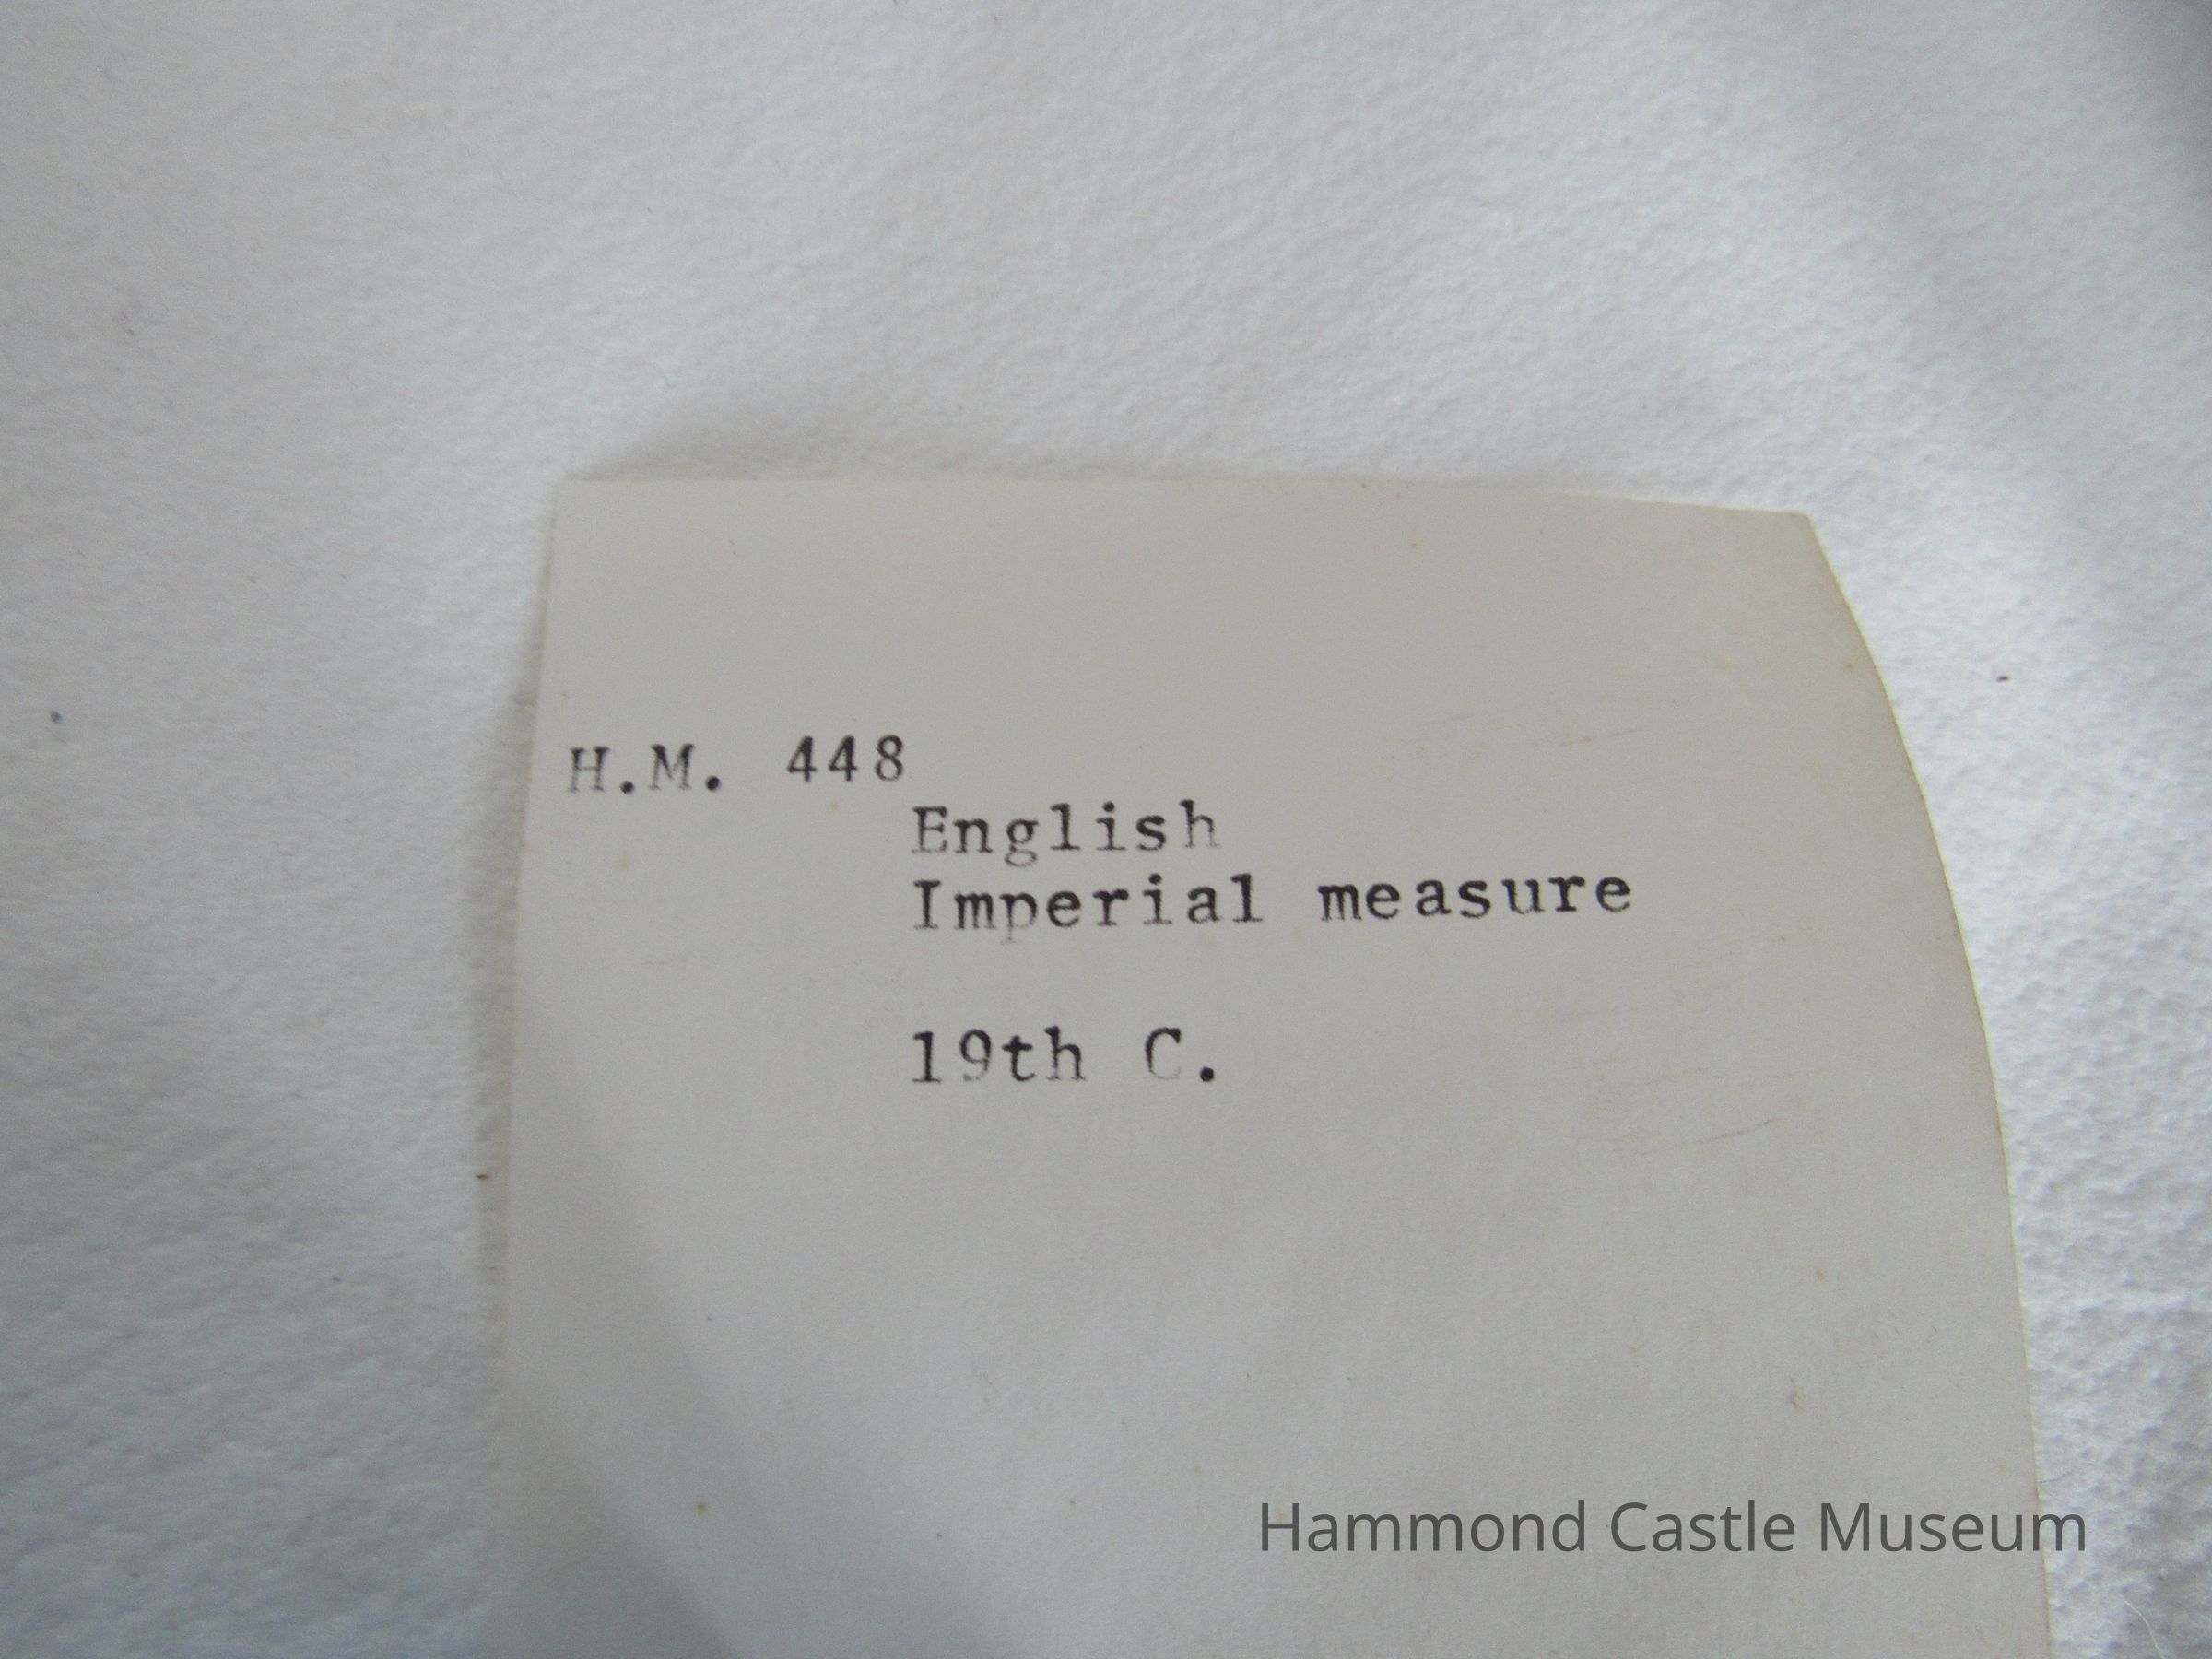 H.M. 448
English
Imperial measure
19th C.
Hammond Castle Museum